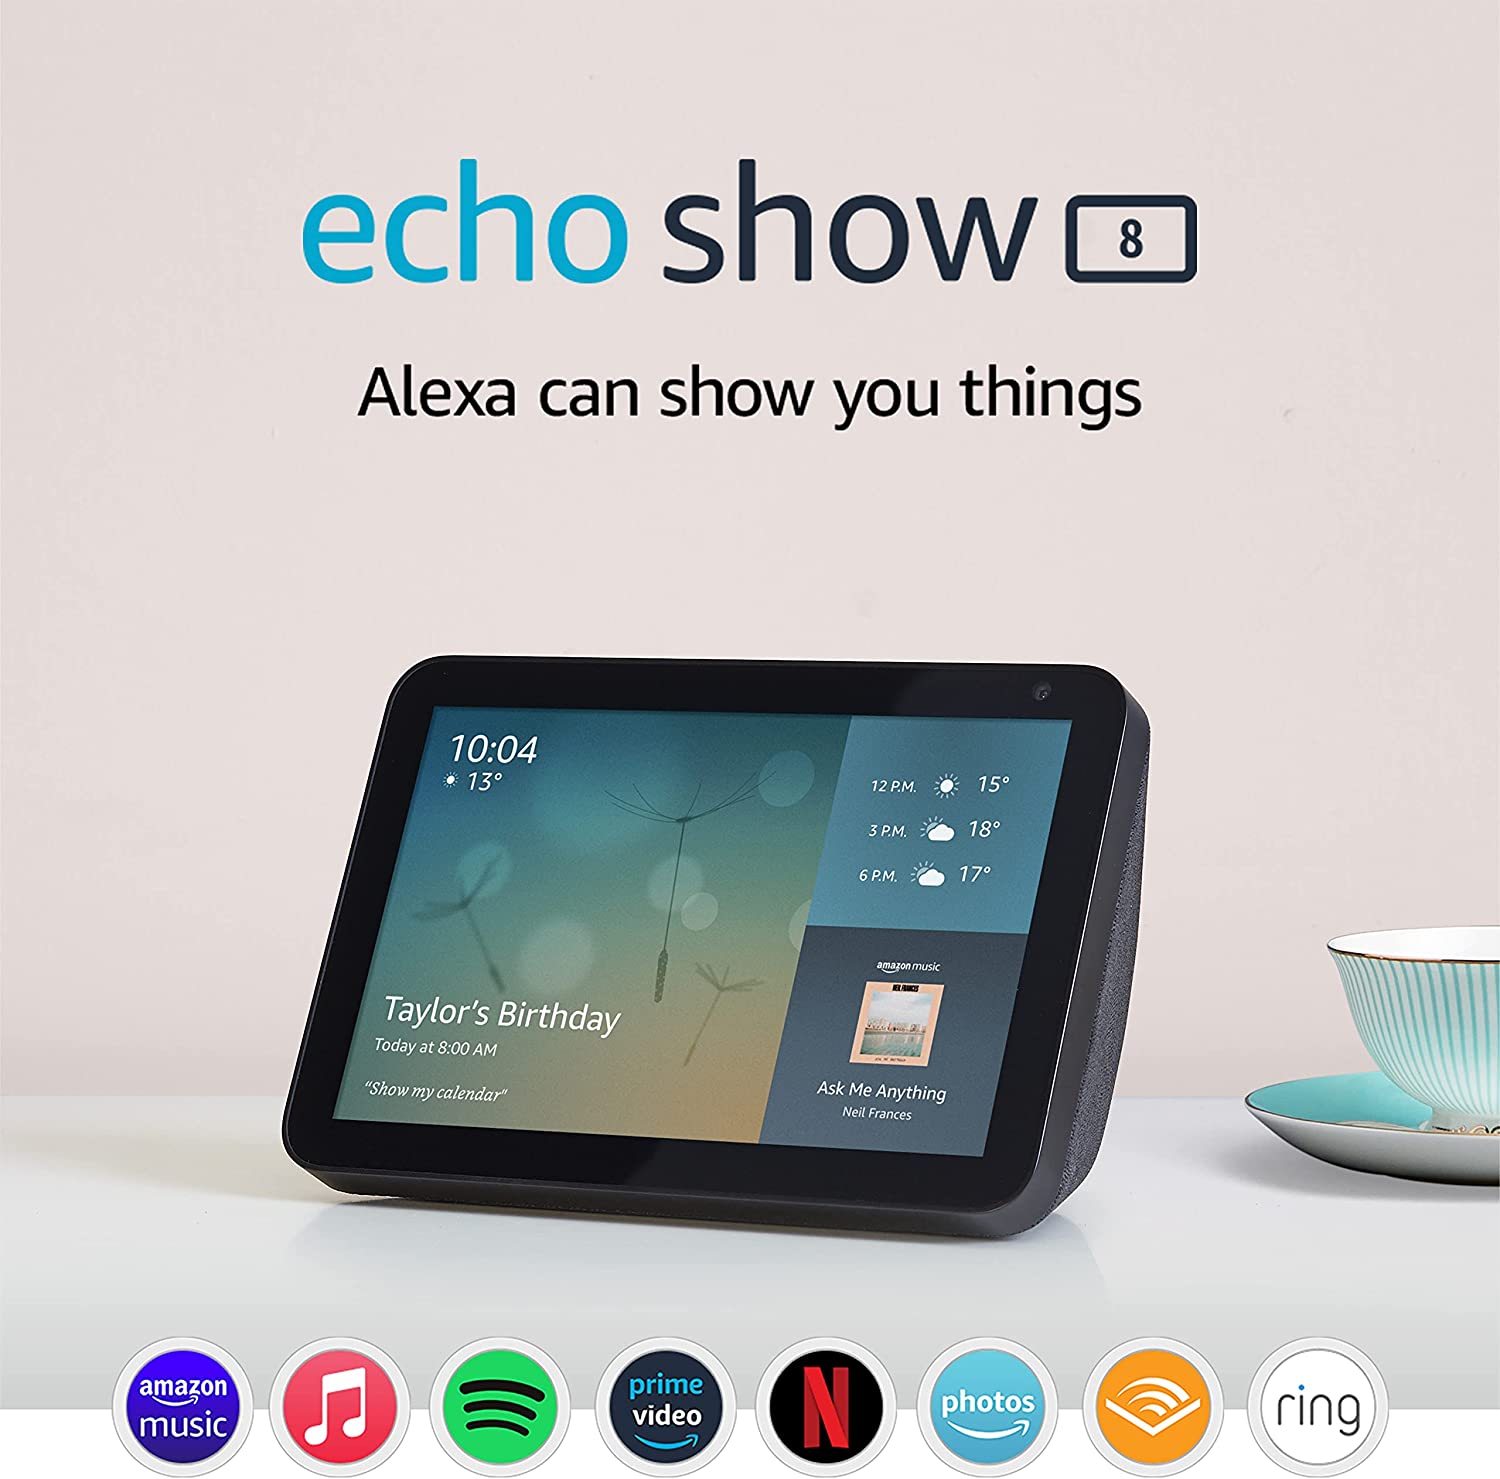 echo show 8
Alexa can show you things
10:04
13°
12 P.M. 15°
3 P.M. 18°
6 P.M. 17°
Taylor's Birthday
Today at 8:00 AM
"Show my calendar"
amazon music
NEIL FRANCES
Ask Me Anything
Neil Frances
amazon
music
prime
video
N
photos
ring